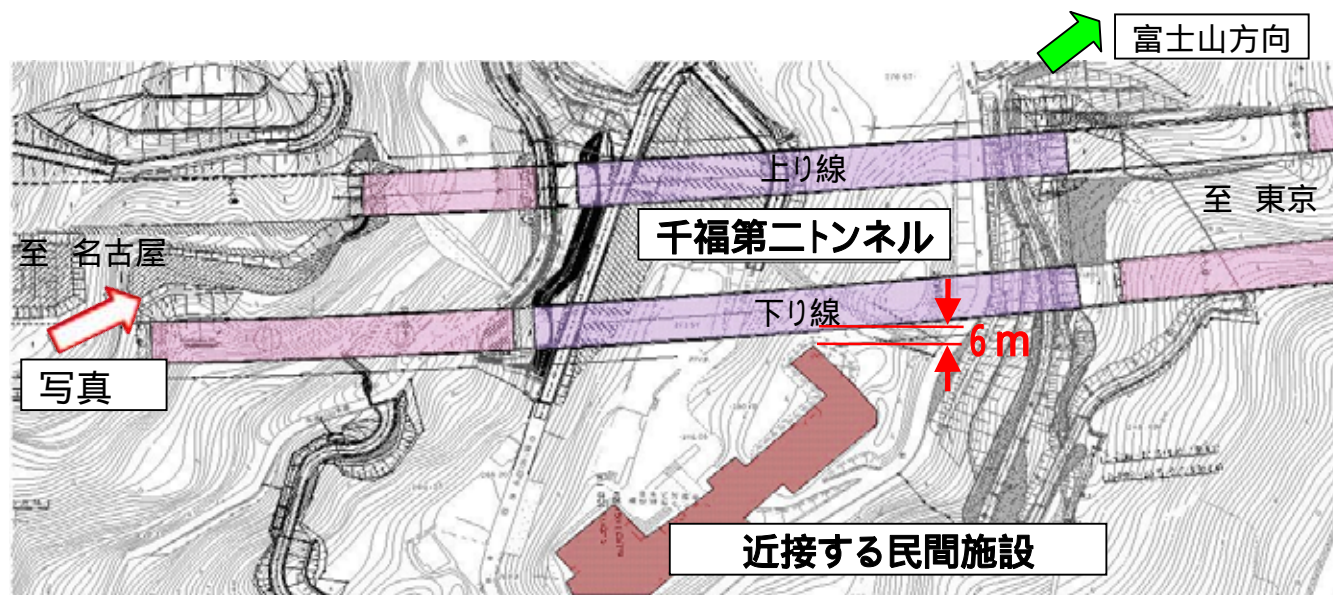 富士山方向
上り線
至 東京
千福第二トンネル
至 名古屋
下り線
6m
写真
近接する民間施設